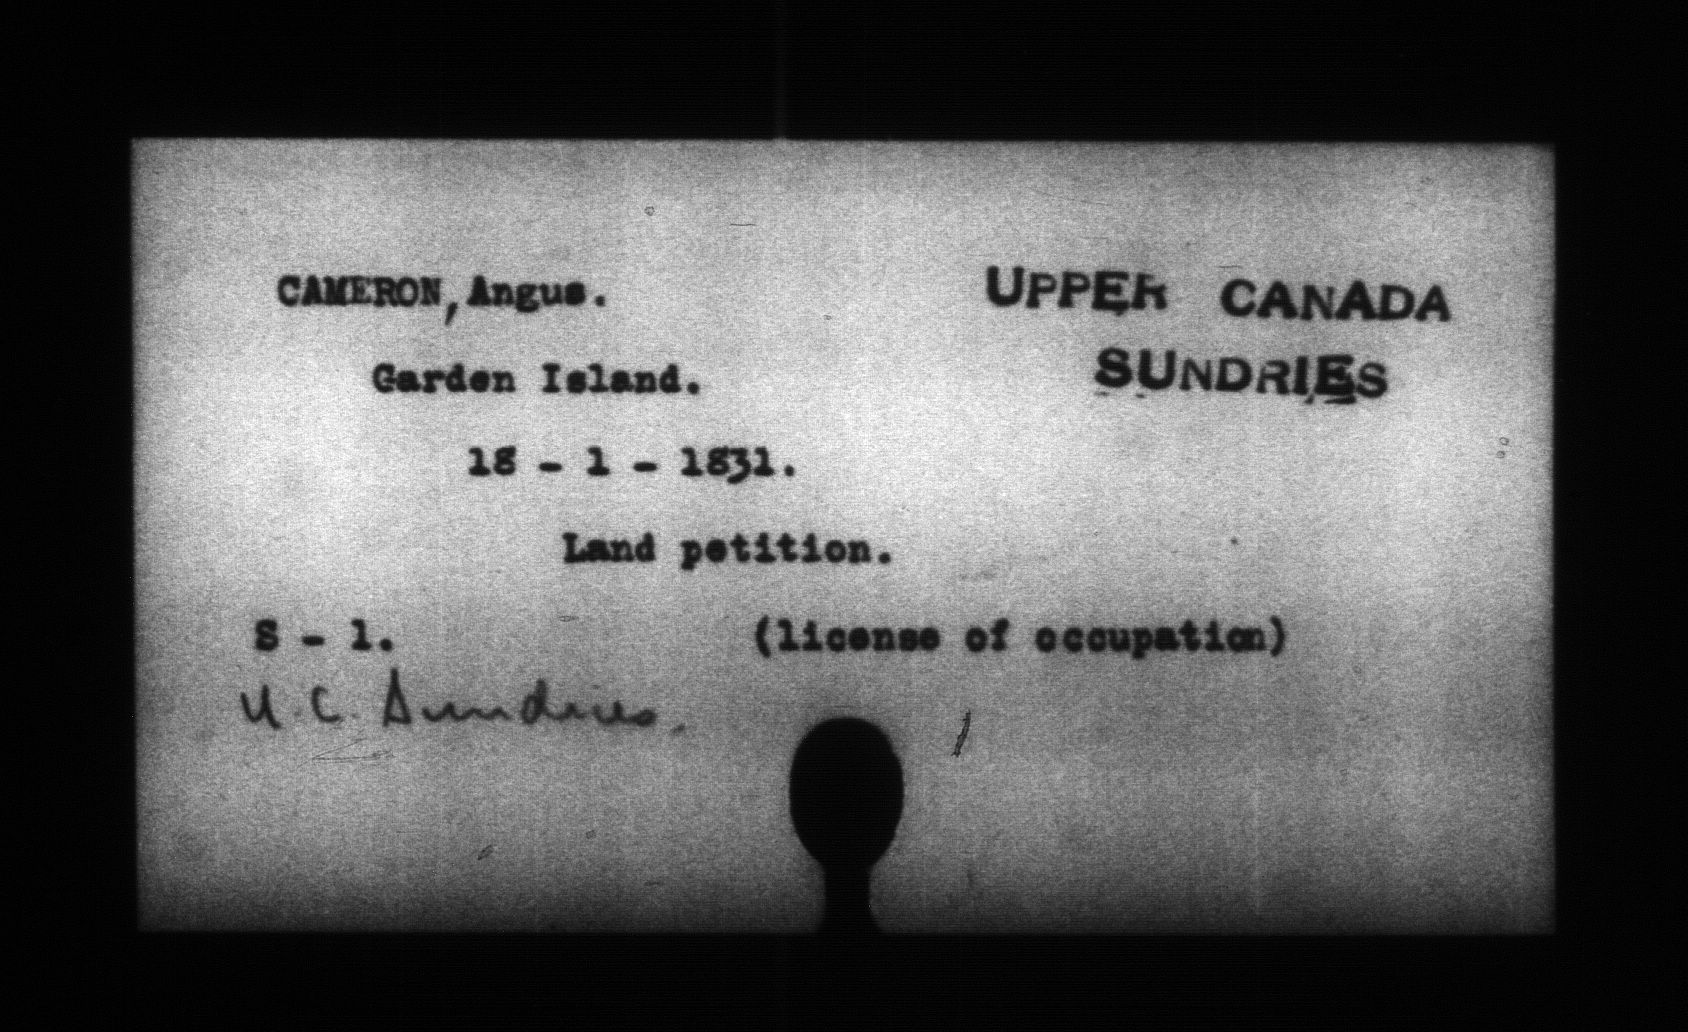 CAMERON, Angus.
UPPER CANADA
SUNDRIES
Garden Island.
18 - 1 - 1831.
Land petition.
S - 1.
(license of occupation)
U.C. Sundries.